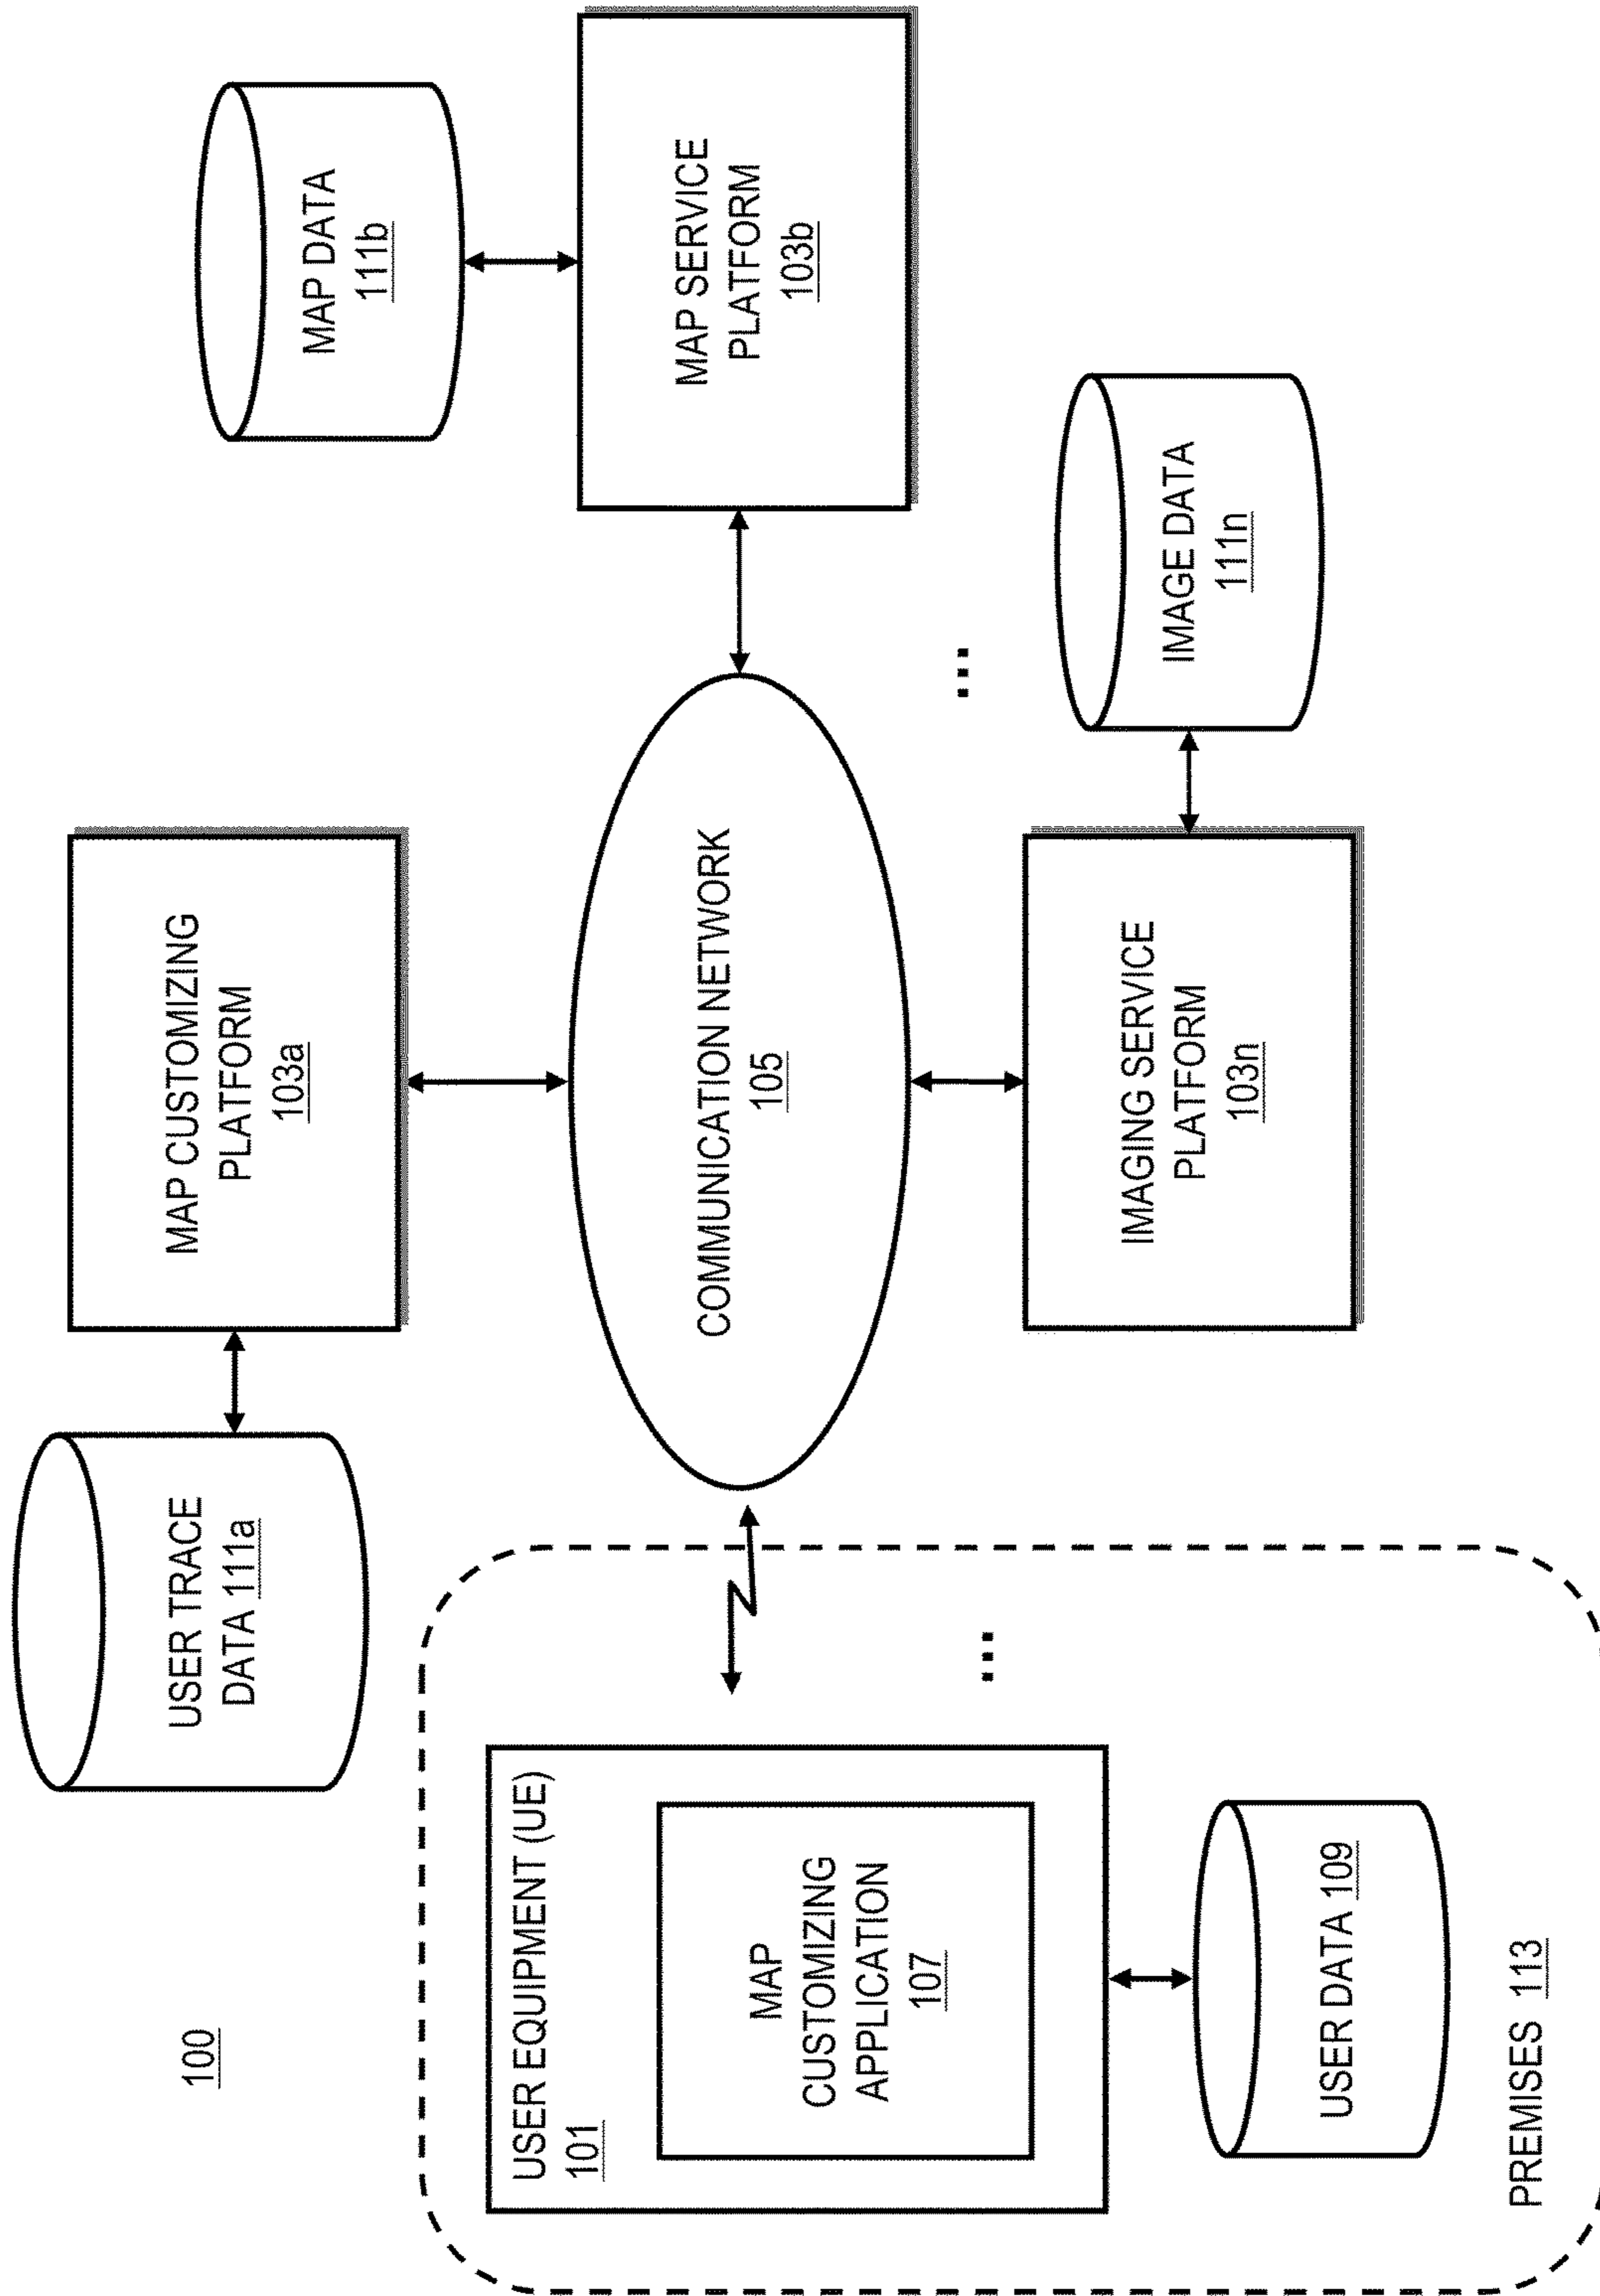 100
USER TRACE
DATA 111a
MAP CUSTOMIZING
PLATFORM
103a
MAP DATA
111b
USER EQUIPMENT (UE)
101
MAP
CUSTOMIZING
APPLICATION
107
COMMUNICATION NETWORK
105
MAP SERVICE
PLATFORM
103b
...
...
USER DATA 109
IMAGING SERVICE
PLATFORM
103n
IMAGE DATA
111n
PREMISES 113